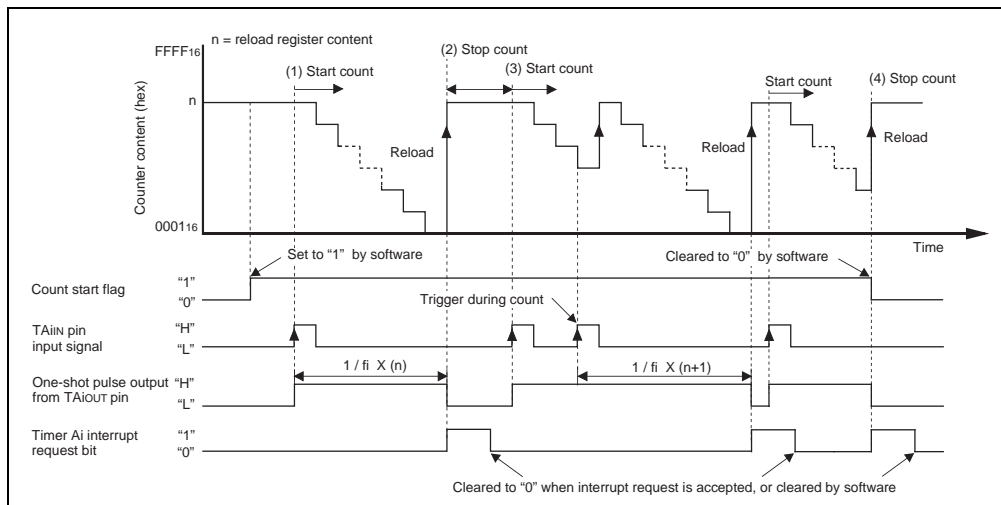 n = reload register content
FFFF16
(1) Start count
(2) Stop count
(3) Start count
Start count
(4) Stop count
n
Counter content (hex)
Reload
Reload
Reload
000116
Time
Set to “1” by software
Cleared to “0” by software
Count start flag
“1”
“0”
Trigger during count
TAiIN pin
input signal
“H”
“L”
1 / fi X (n)
1 / fi X (n+1)
One-shot pulse output
from TAiOUT pin
“H”
“L”
Timer Ai interrupt
request bit
“1”
“0”
Cleared to “0” when interrupt request is accepted, or cleared by software